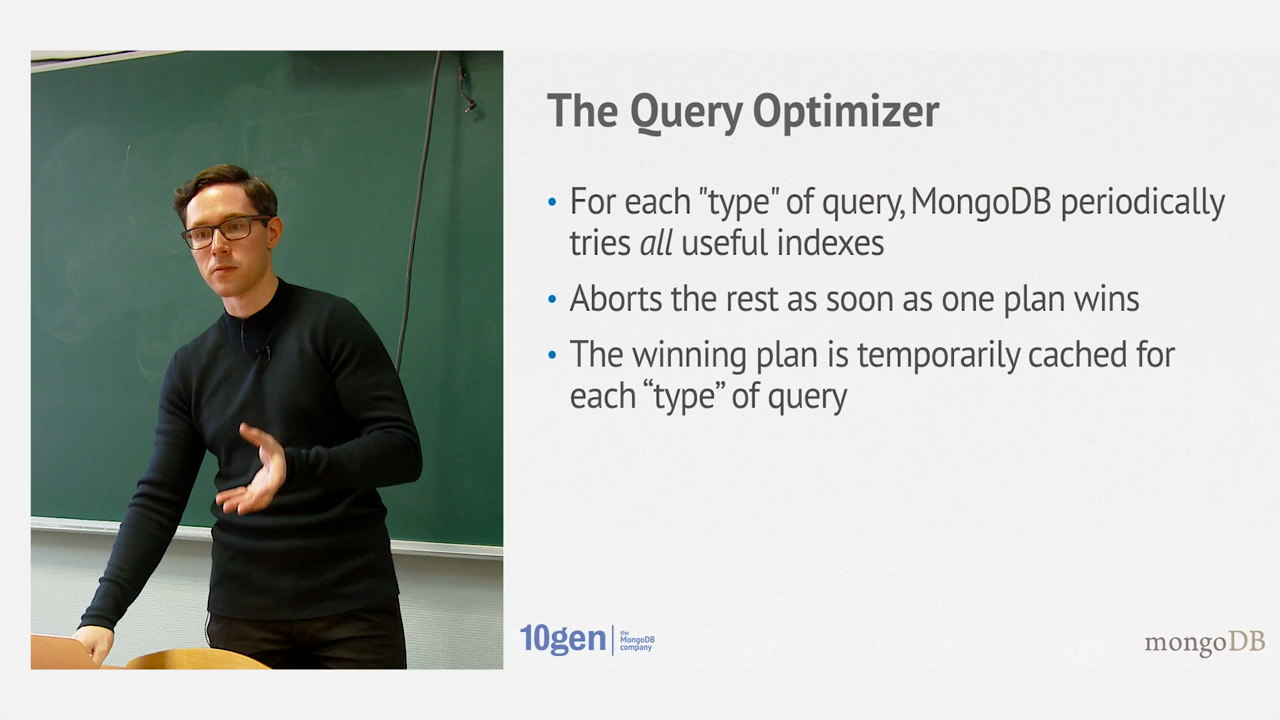 The Query Optimizer
• For each "type" of query, MongoDB periodically
tries all useful indexes
• Aborts the rest as soon as one plan wins
• The winning plan is temporarily cached for
each “type” of query
10gen
the
MongoDB
company
mongoDB